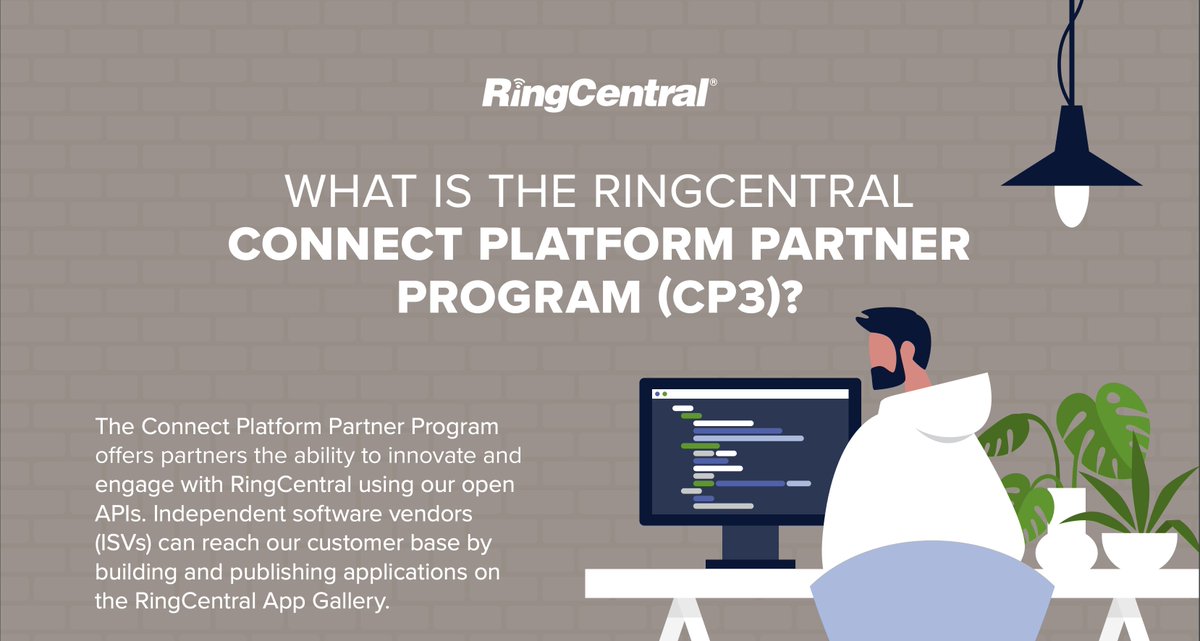 RingCentral®
WHAT IS THE RINGCENTRAL
CONNECT PLATFORM PARTNER
PROGRAM (CP3)?
The Connect Platform Partner Program
offers partners the ability to innovate and
engage with RingCentral using our open
APIs. Independent software vendors
(ISVs) can reach our customer base by
building and publishing applications on
the RingCentral App Gallery.